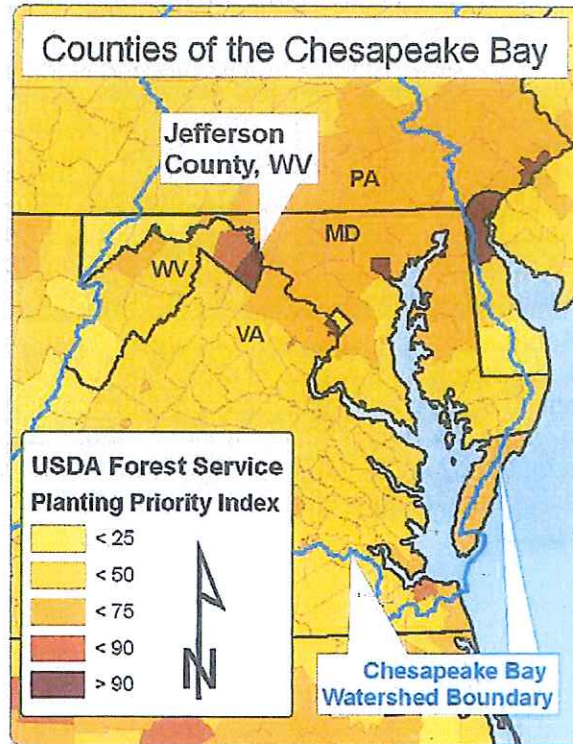 Counties of the Chesapeake Bay
Jefferson
County, WV
PA
MD
WV
VA
USDA Forest Service
Planting Priority Index
< 25
< 50
< 75
< 90
> 90
N
Chesapeake Bay
Watershed Boundary